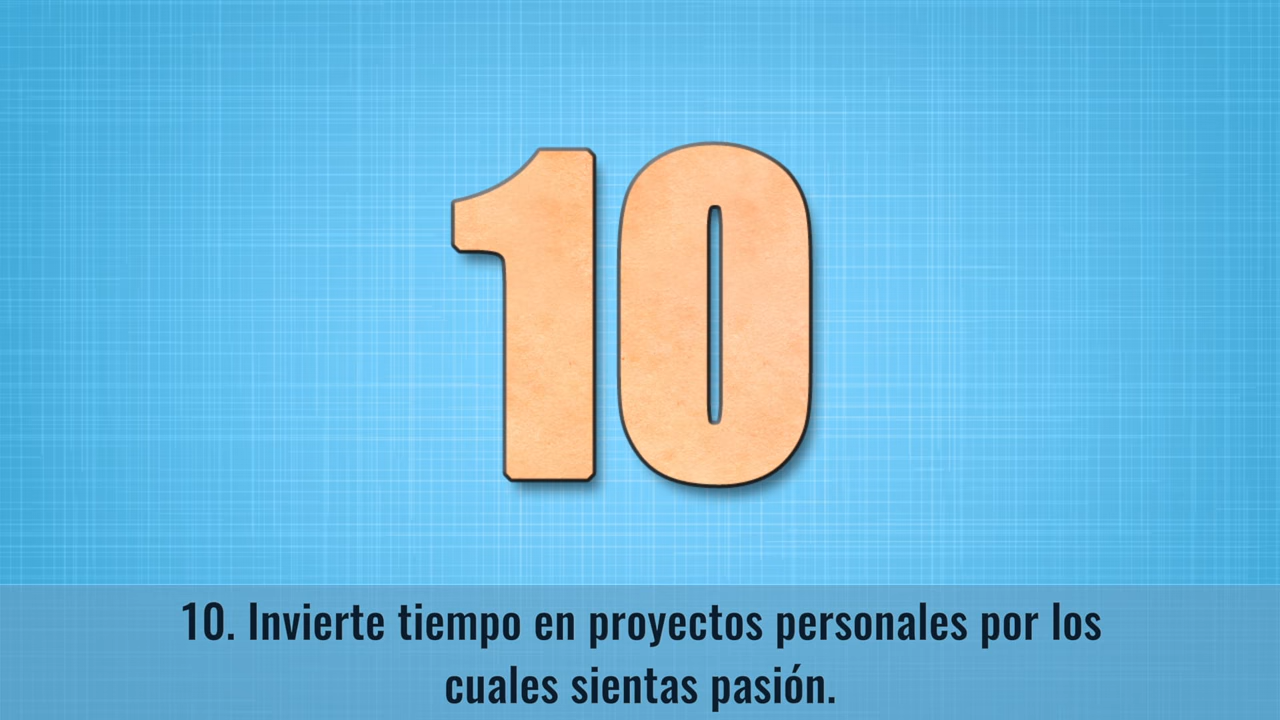 10
10. Invierte tiempo en proyectos personales por los
cuales sientas pasión.